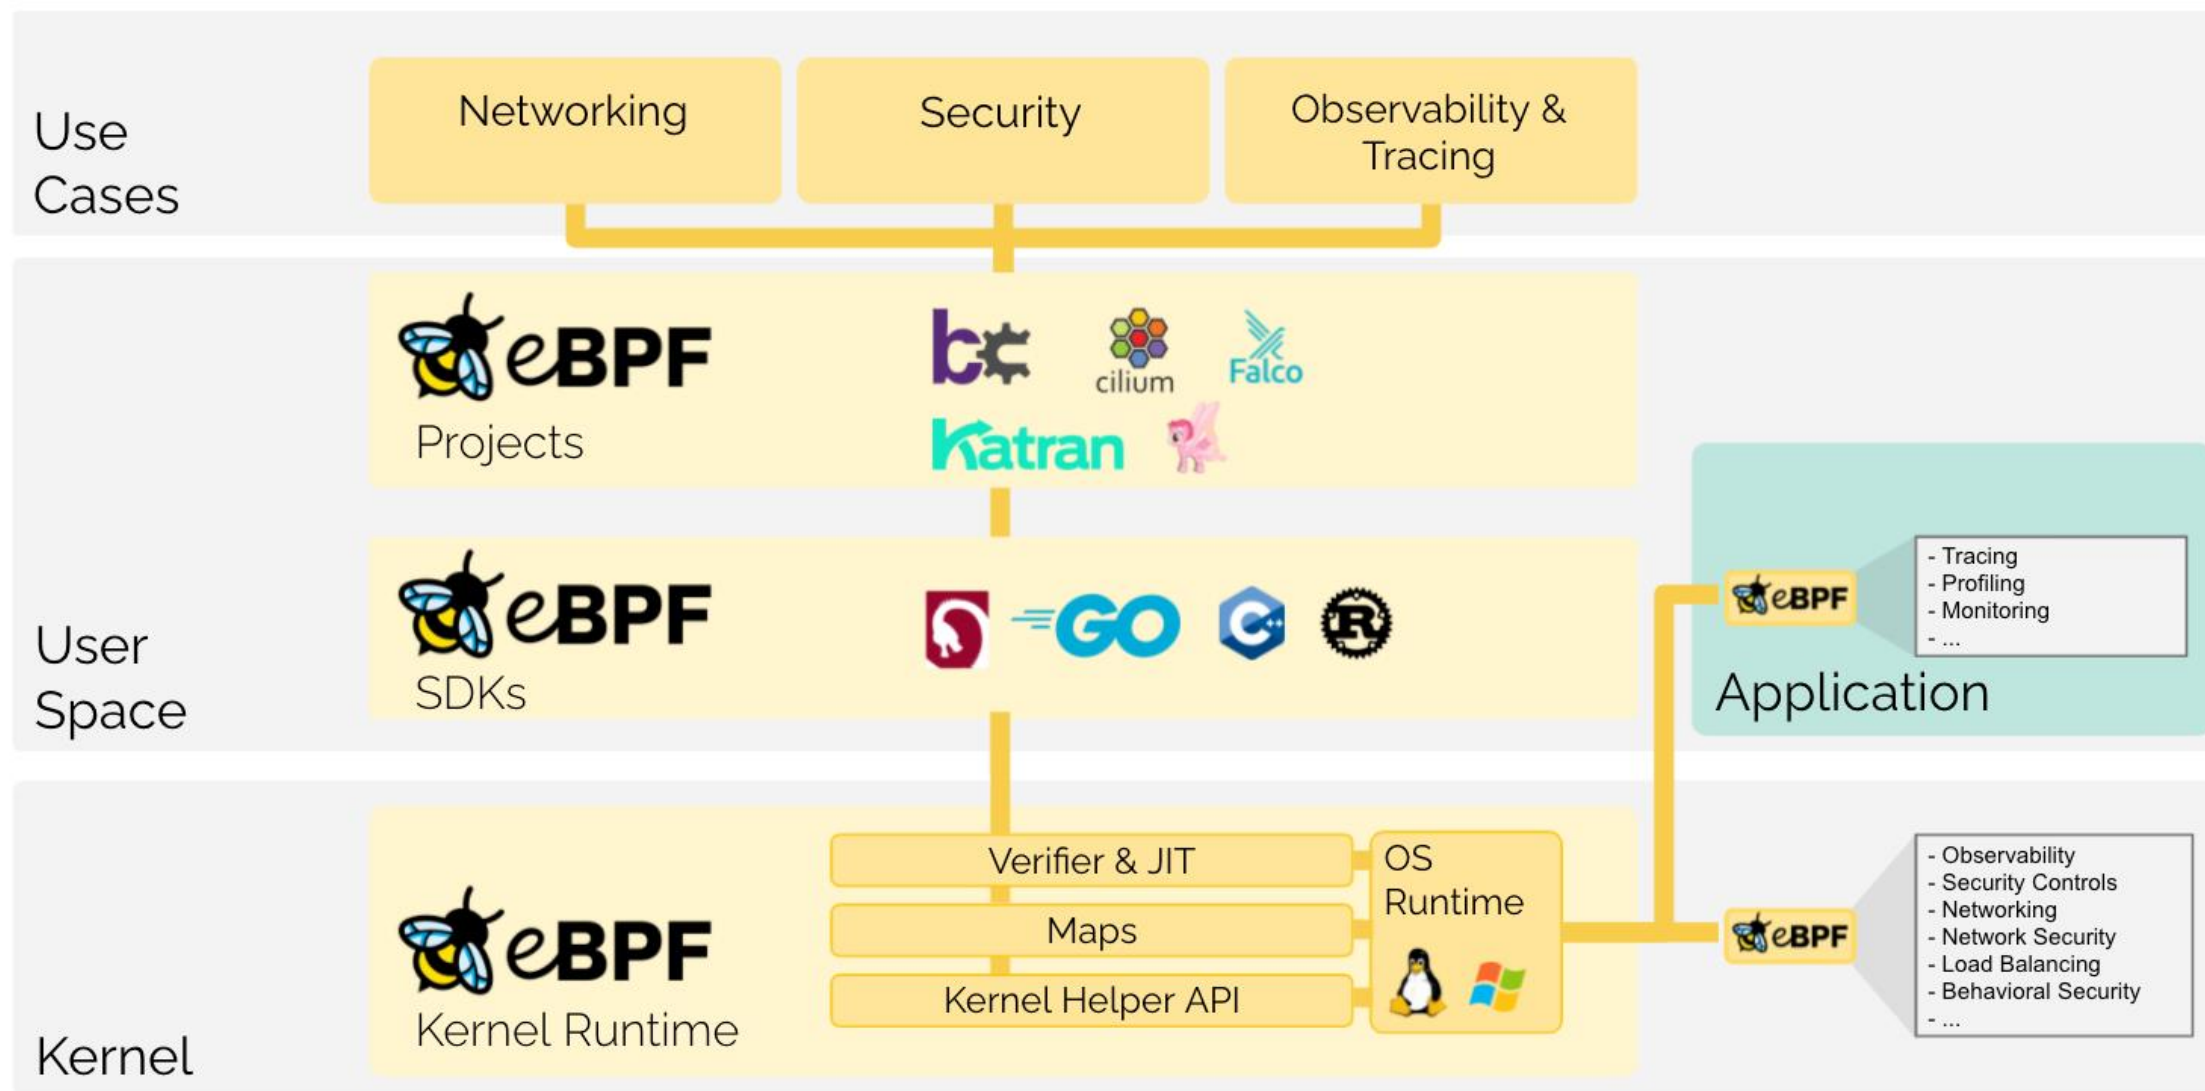 Use
Cases
Networking
Security
Observability &
Tracing
User
Space
eBPF
Projects
bc
cilium
Falco
Katran
eBPF
SDKs
GO
C++
R
eBPF
- Tracing
- Profiling
- Monitoring
- ...
Application
Kernel
eBPF
Kernel Runtime
Verifier & JIT
Maps
Kernel Helper API
OS
Runtime
eBPF
- Observability
- Security Controls
- Networking
- Network Security
- Load Balancing
- Behavioral Security
- ...